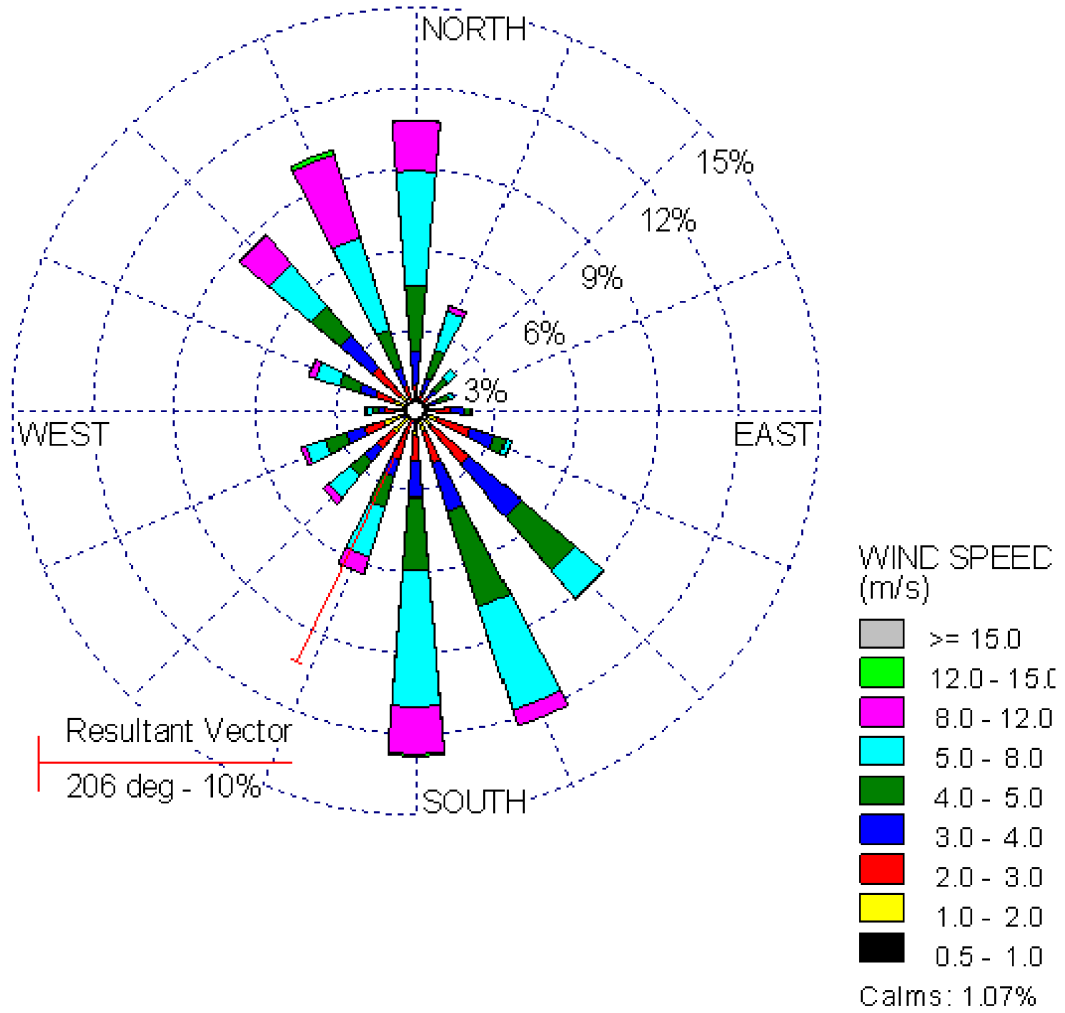 NORTH
15%
12%
9%
6%
3%
WEST
EAST
SOUTH
Resultant Vector
206 deg - 10%
WIND SPEED
(m/s)
>= 15.0
12.0 - 15.0
8.0 - 12.0
5.0 - 8.0
4.0 - 5.0
3.0 - 4.0
2.0 - 3.0
1.0 - 2.0
0.5 - 1.0
Calms: 1.07%